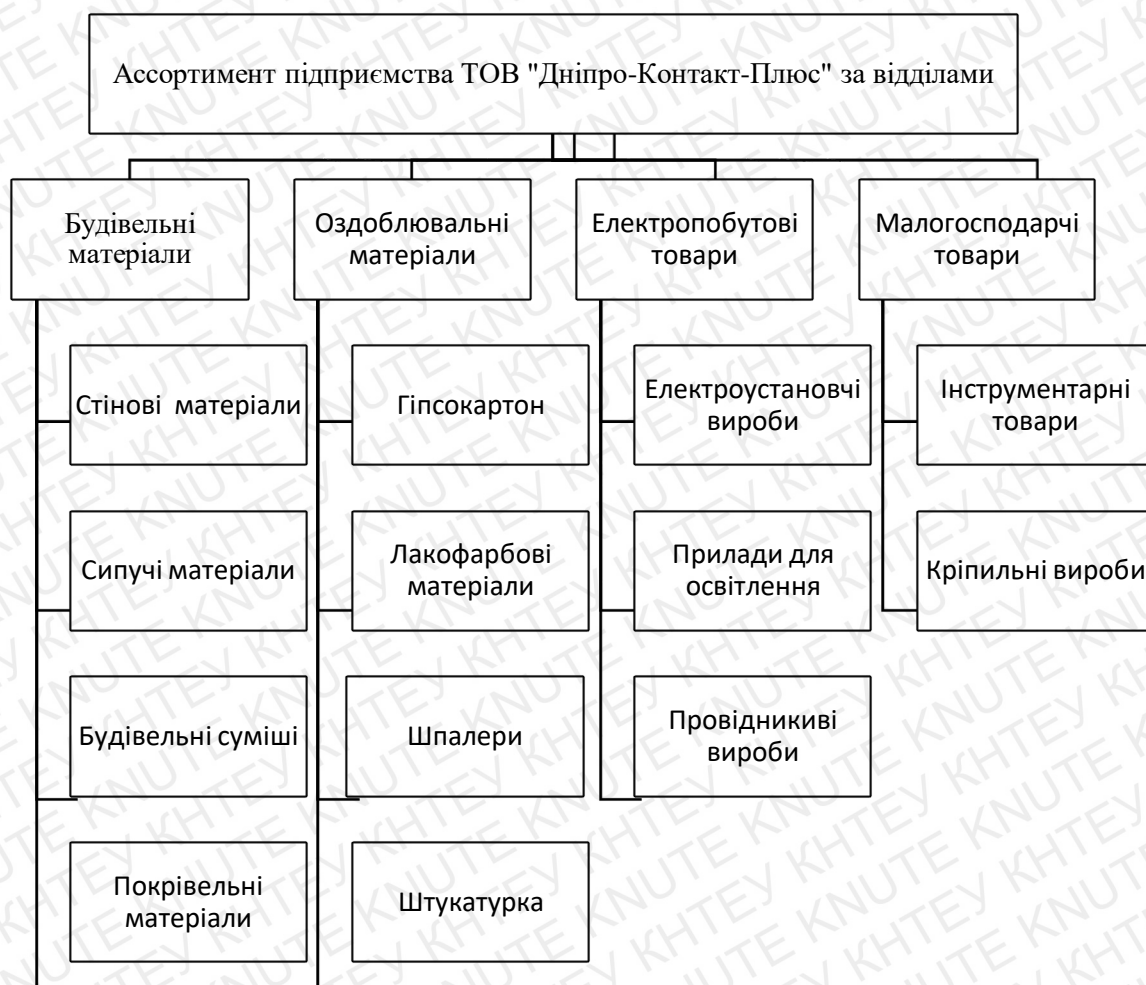 Ассортимент підприємства ТОВ "Дніпро-Контакт-Плюс" за відділами
Будівельні
матеріали
Стінові матеріали
Сипучі матеріали
Будівельні суміші
Покрівельні
матеріали
Оздоблювальні
матеріали
Гіпсокартон
Лакофарбові
матеріали
Шпалери
Штукатурка
Електропобутові
товари
Електроустановчі
вироби
Прилади для
освітлення
Провідникиві
вироби
Малогосподарчі
товари
Інструментарні
товари
Кріпильні вироби